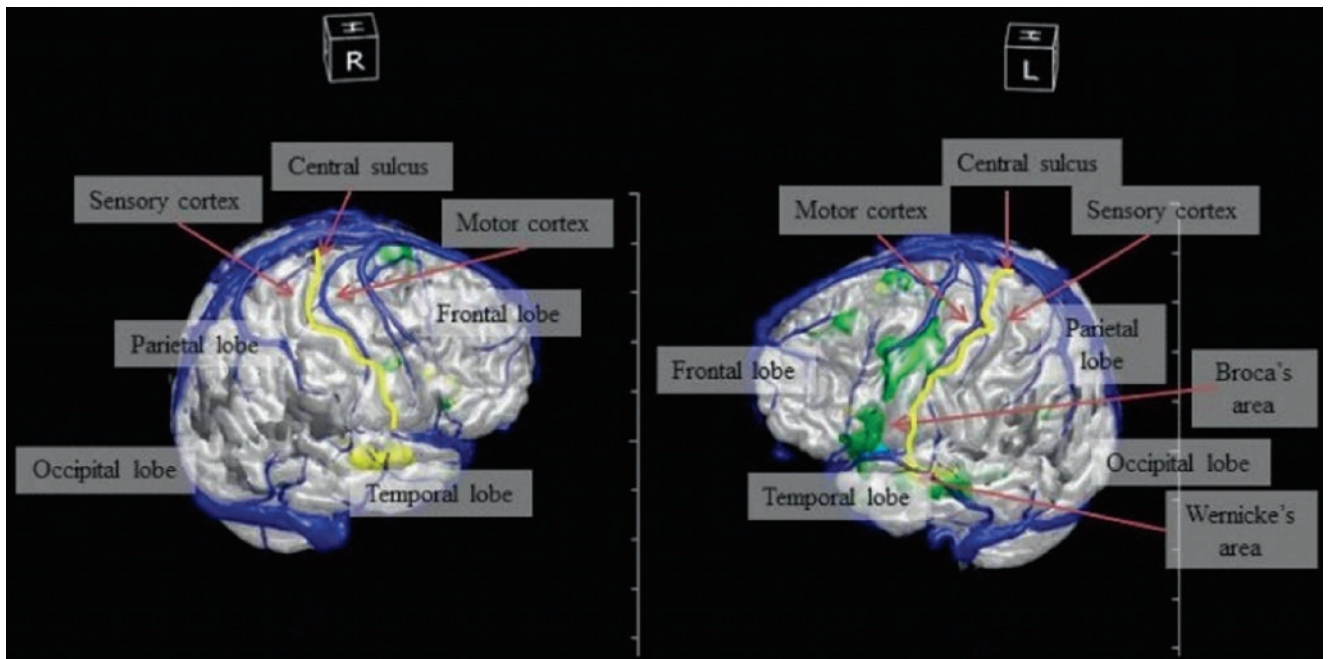 H
R
Central sulcus
Sensory cortex
Motor cortex
Frontal lobe
Parietal lobe
Occipital lobe
Temporal lobe
H
L
Central sulcus
Motor cortex
Sensory cortex
Parietal
lobe
Frontal lobe
Broca's
area
Occipital lobe
Temporal lobe
Wernicke's
area